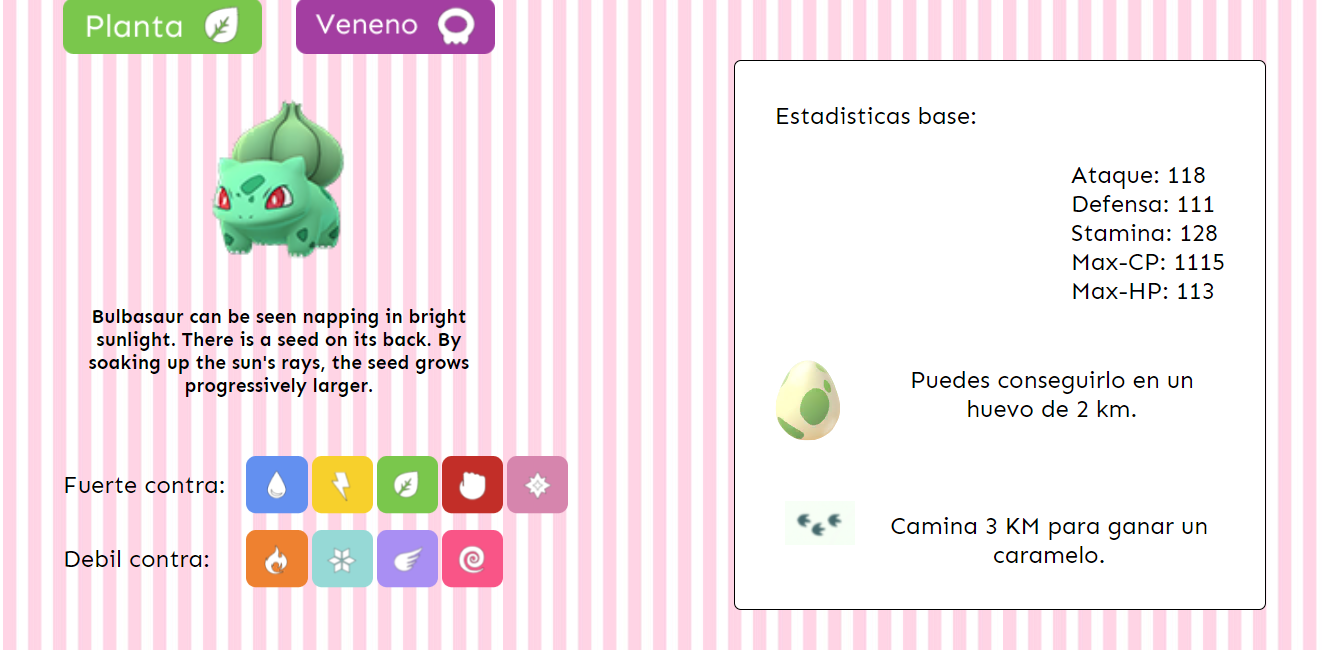 Planta
Veneno
Bulbasaur can be seen napping in bright
sunlight. There is a seed on its back. By
soaking up the sun's rays, the seed grows
progressively larger.
Fuerte contra:
Debil contra:
Estadisticas base:
Ataque: 118
Defensa: 111
Stamina: 128
Max-CP: 1115
Max-HP: 113
Puedes conseguirlo en un
huevo de 2 km.
Camina 3 KM para ganar un
caramelo.